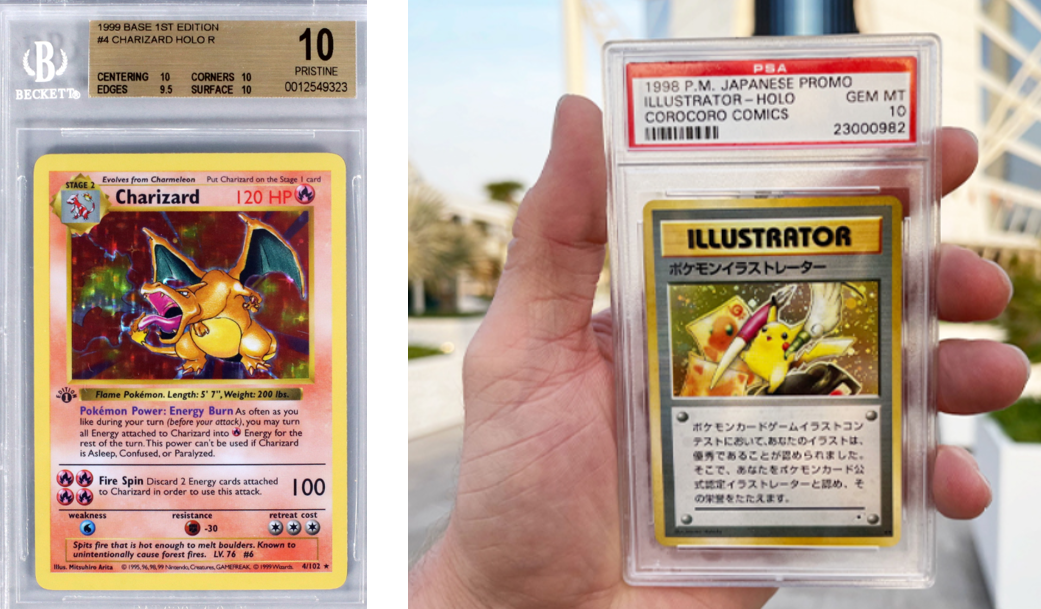 1999 BASE 1ST EDITION
#4 CHARIZARD HOLO R
10
PRISTINE
CENTERING 10 CORNERS 10
EDGES 9.5 SURFACE 10
0012549323
B
BECKETT
STAGE 2
Evolves from Charmeleon Put Charizard on the Stage 1 card
Charizard 120 HP
EDITION
1
Flame Pokémon. Length: 5' 7", Weight: 200 lbs.
Pokémon Power: Energy Burn As often as you
like during your turn (before your attack), you may turn
all Energy attached to Charizard into Energy for the
rest of the turn. This power can't be used if Charizard
is Asleep, Confused, or Paralyzed.
Fire Spin Discard 2 Energy cards attached
to Charizard in order to use this attack. 100
weakness resistance retreat cost
-30
Spits fire that is hot enough to melt boulders. Known to
unintentionally cause forest fires. LV. 76 #6
Illus. Mitsuhiro Arita © 1995, 96, 98, 99 Nintendo, Creatures, GAMEFREAK. © 1999 Wizards. 4/102 ★
PSA
1998 P.M. JAPANESE PROMO
ILLUSTRATOR-HOLO GEM MT
COROCORO COMICS 10
23000982
ILLUSTRATOR
ポケモンイラストレーター
ポケモンカードゲームイラストコン
テストにおいて、あなたのイラストは、
優秀であることが認められました。
そこで、あなたをポケモンカード公
式認定イラストレーターと認め、そ
の栄誉をたたえます。